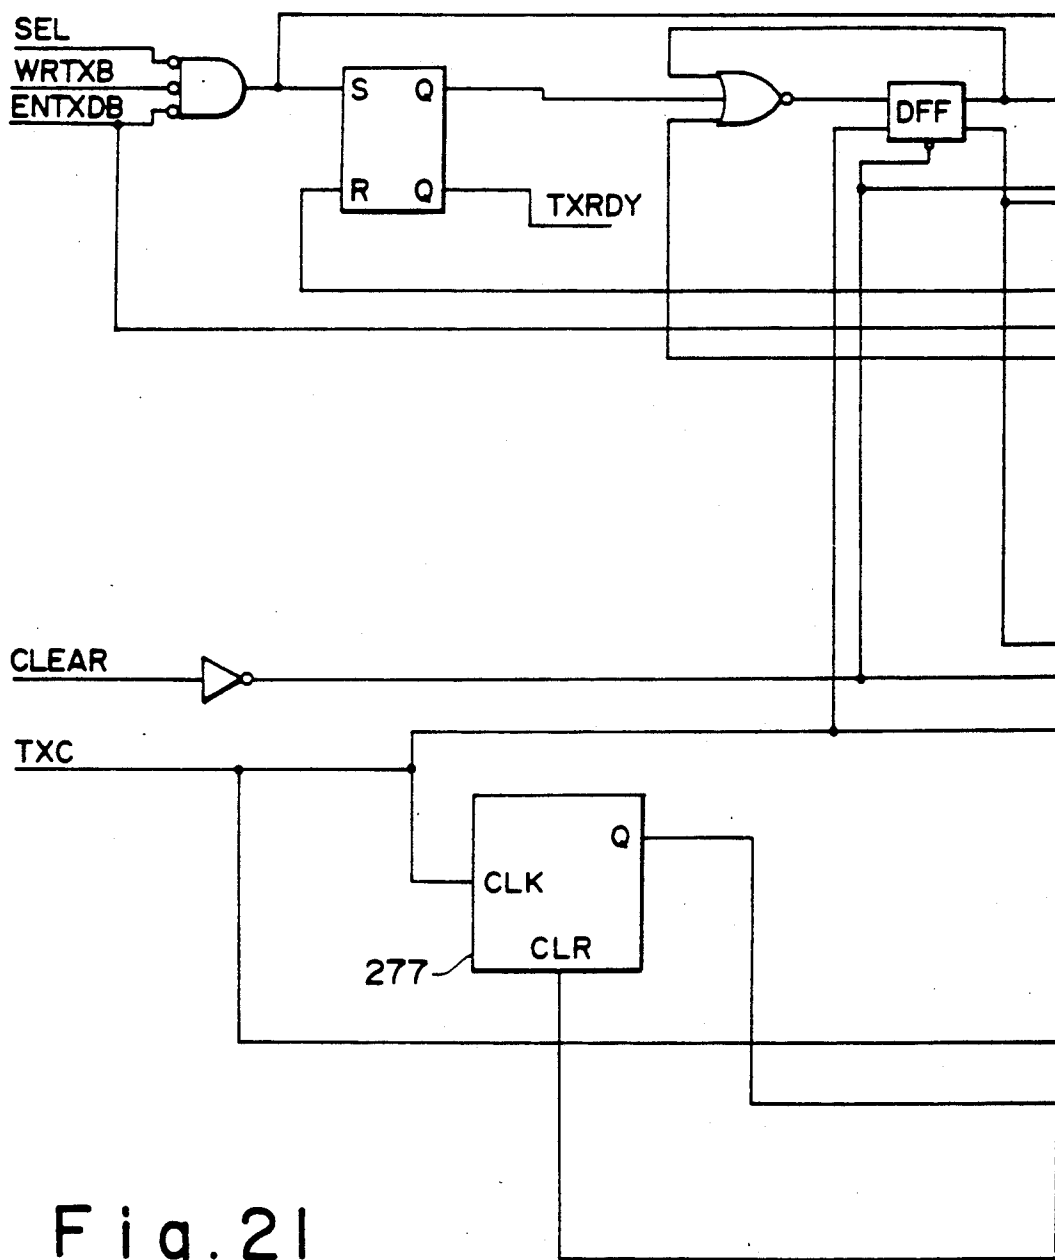 SEL
WRTXB
ENTXDB
S Q
R Q
TXRDY
DFF
CLEAR
TXC
Q
CLK
CLR
277
Fig.21